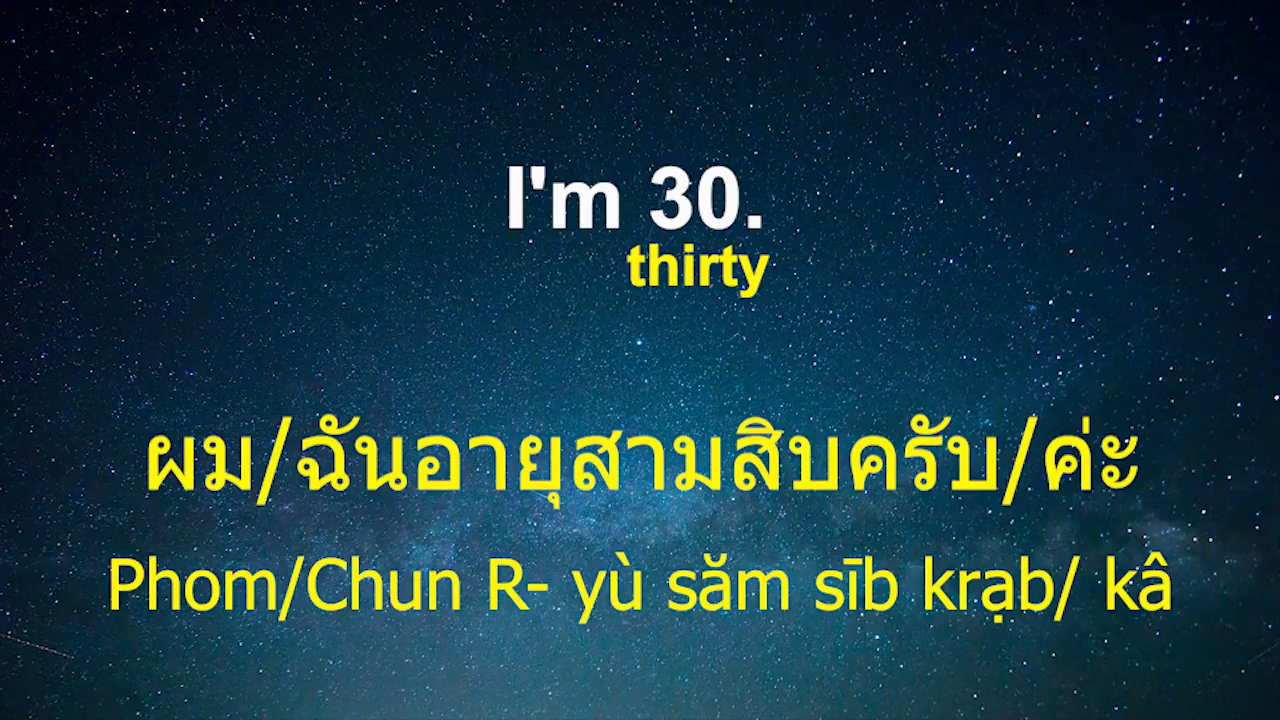 I'm 30.
thirty
ผม/ฉันอายุสามสิบครับ/ค่ะ
Phom/Chun R- yù săm sīb krạb/ kâ